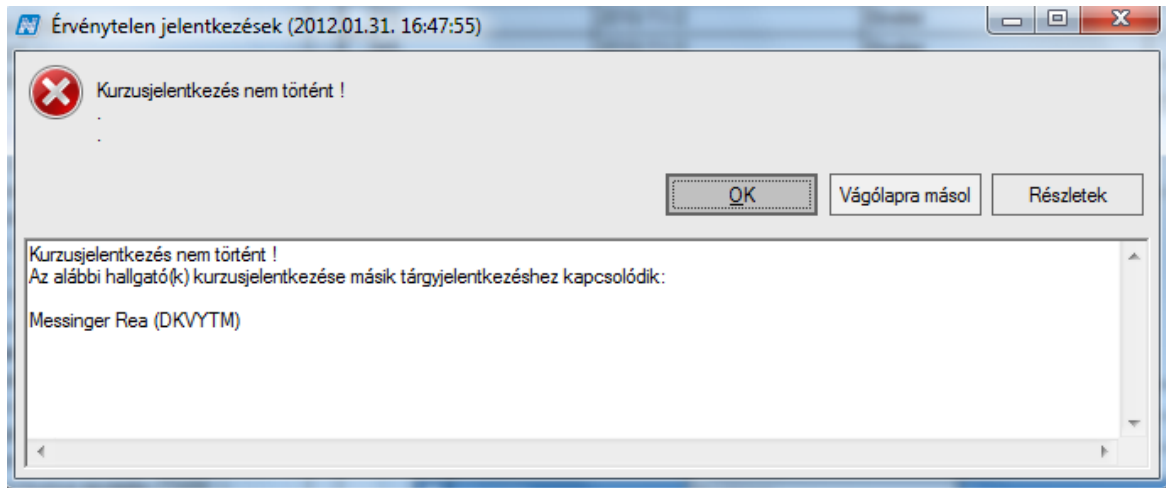 Érvénytelen jelentkezések (2012.01.31. 16:47:55)
Kurzusjelentkezés nem történt !
.
.
OK
Vágólapra másol
Részletek
Kurzusjelentkezés nem történt !
Az alábbi hallgató(k) kurzusjelentkezése másik tárgyjelentkezéshez kapcsolódik:
Messinger Rea (DKVYTM)